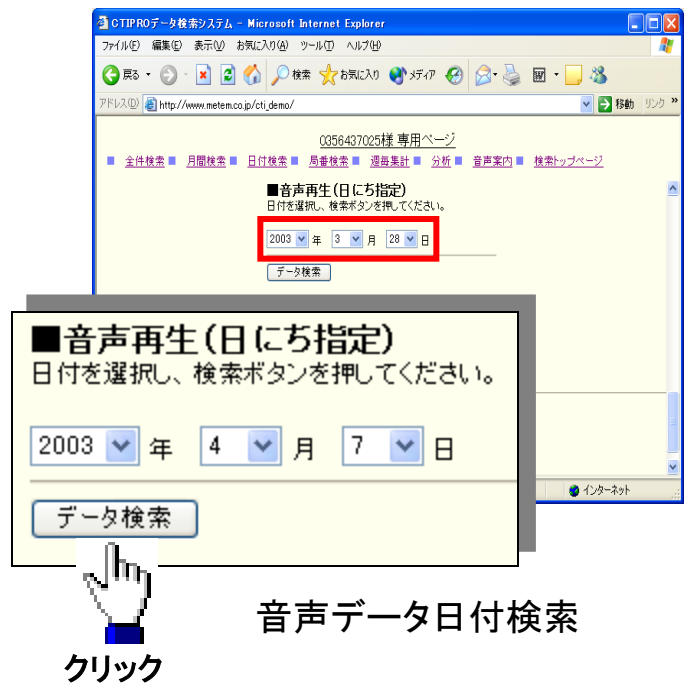 CTIPROデータ検索システム - Microsoft Internet Explorer
ファイル(F) 編集(E) 表示(V) お気に入り(A) ツール(T) ヘルプ(H)
戻る 検索 お気に入り メディア
アドレス(D) http://www.metem.co.jp/cti_demo/ 移動 リンク »
0356437025様 専用ページ
■ 全件検索 ■ 月間検索 ■ 日付検索 ■ 局番検索 ■ 週毎集計 ■ 分析 ■ 音声案内 ■ 検索トップページ
■音声再生(日にち指定)
日付を選択し、検索ボタンを押してください。
2003 年 3 月 28 日
データ検索
■音声再生(日にち指定)
日付を選択し、検索ボタンを押してください。
2003 年 4 月 7 日
データ検索
インターネット
音声データ日付検索
クリック